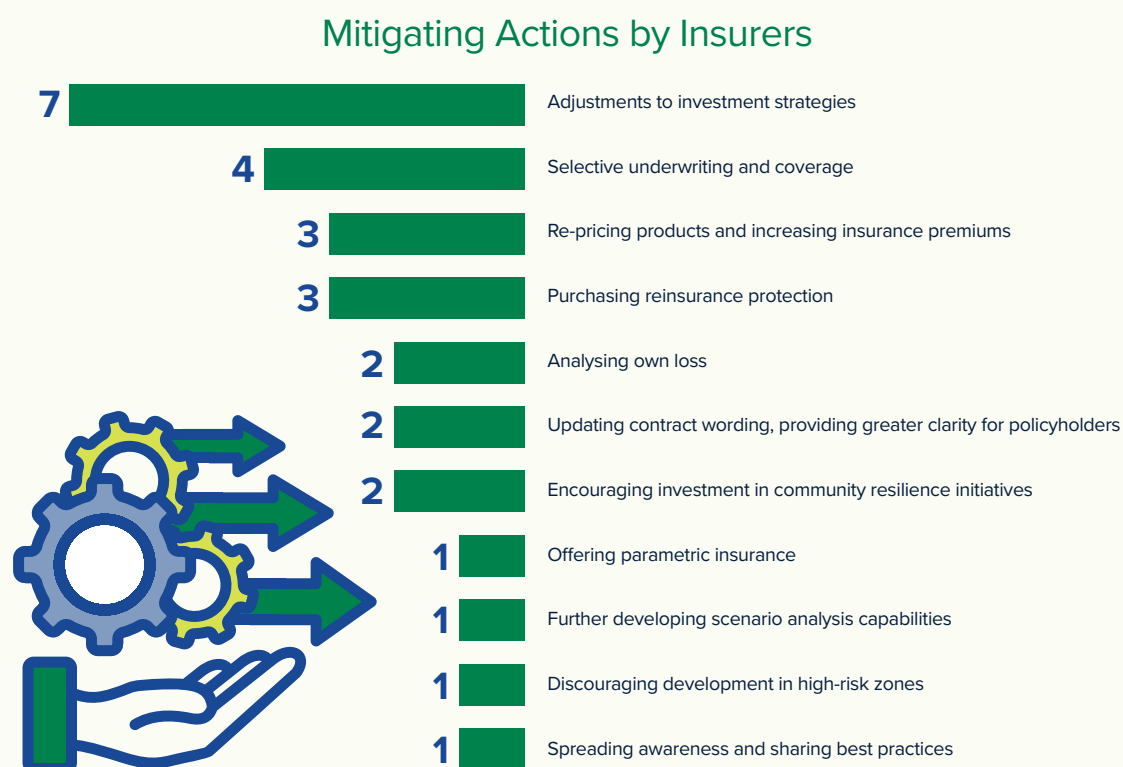 Mitigating Actions by Insurers
7 Adjustments to investment strategies
4 Selective underwriting and coverage
3 Re-pricing products and increasing insurance premiums
3 Purchasing reinsurance protection
2 Analysing own loss
2 Updating contract wording, providing greater clarity for policyholders
2 Encouraging investment in community resilience initiatives
1 Offering parametric insurance
1 Further developing scenario analysis capabilities
1 Discouraging development in high-risk zones
1 Spreading awareness and sharing best practices